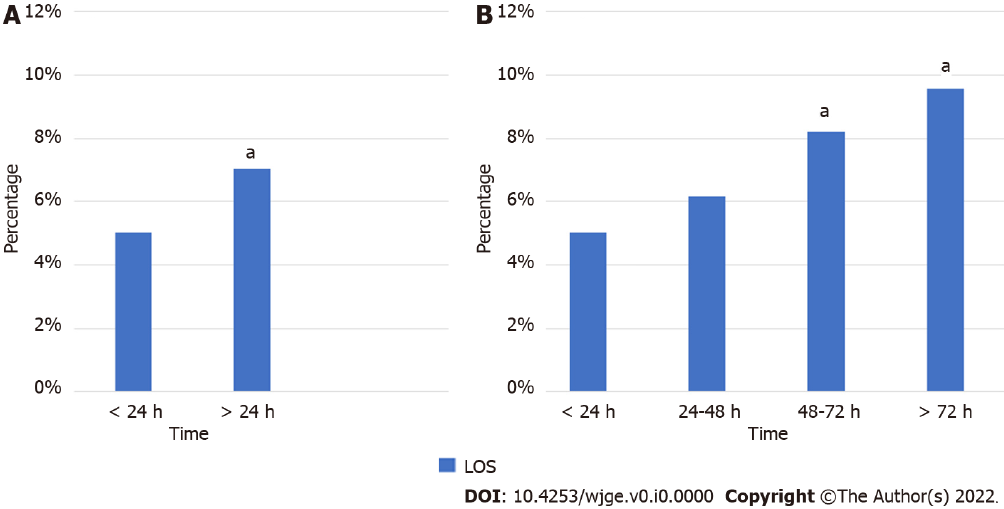 A
12%
10%
8%
6%
4%
2%
0%
Percentage
a
< 24 h
> 24 h
Time
B
12%
10%
8%
6%
4%
2%
0%
Percentage
a
a
< 24 h
24-48 h
48-72 h
> 72 h
Time
LOS
DOI: 10.4253/wjge.v0.i0.0000 Copyright ©The Author(s) 2022.